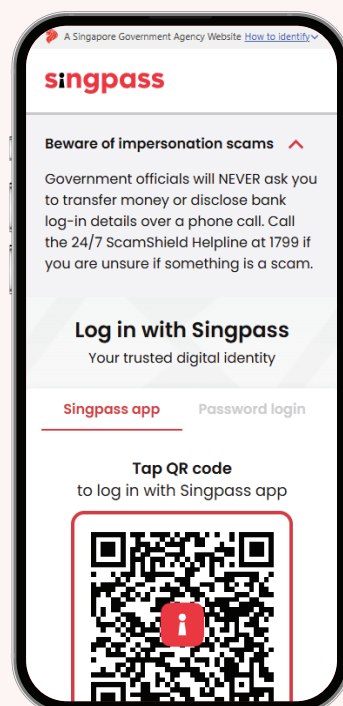 A Singapore Government Agency Website How to identify
singpass
Beware of impersonation scams
Government officials will NEVER ask you
to transfer money or disclose bank
log-in details over a phone call. Call
the 24/7 ScamShield Helpline at 1799 if
you are unsure if something is a scam.
Log in with Singpass
Your trusted digital identity
Singpass app Password login
Tap QR code
to log in with Singpass app